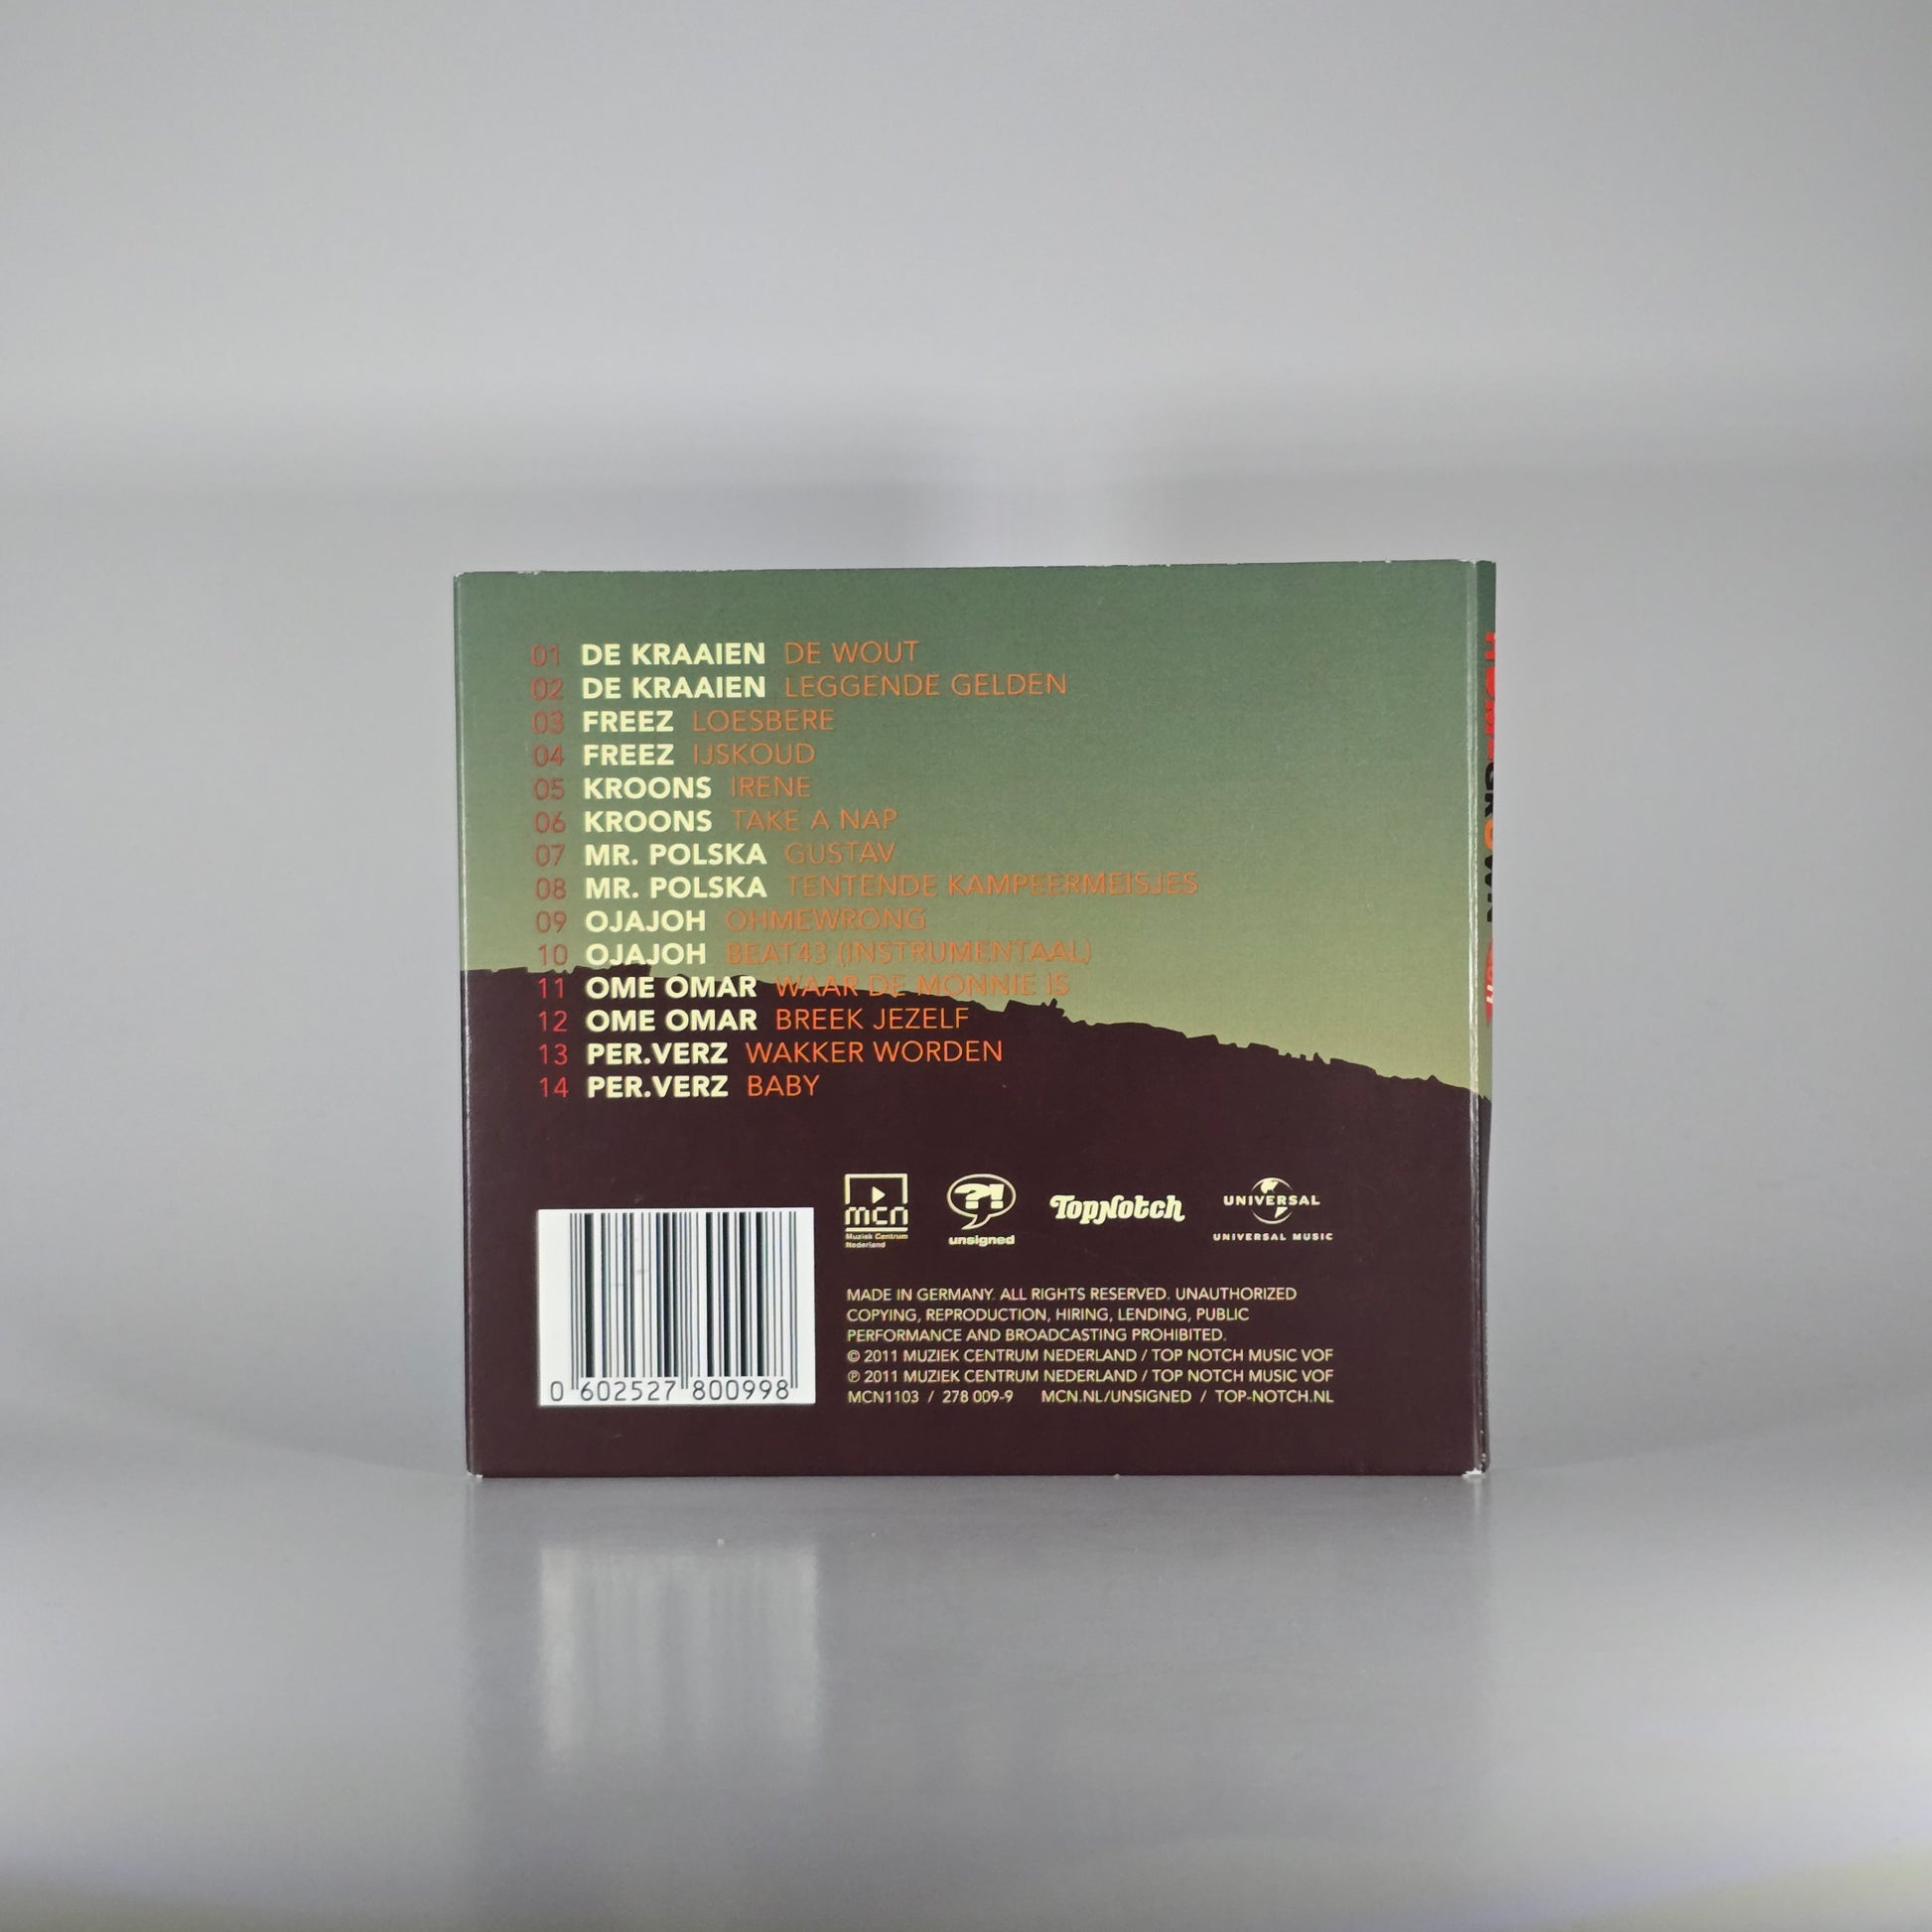 01 DE KRAAIEN DE WOUT
02 DE KRAAIEN LEGGENDE GELDEN
03 FREEZ LOESBERE
04 FREEZ IJSKOUD
05 KROONS IRENE
06 KROONS TAKE A NAP
07 MR. POLSKA GUSTAV
08 MR. POLSKA TENTENDE KAMPEERMEISJES
09 OJAJOH OHMEWRONG
10 OJAJOH BEAT43 (INSTRUMENTAAL)
11 OME OMAR WAAR DE MONNIE IS
12 OME OMAR BREEK JEZELF
13 PER.VERZ WAKKER WORDEN
14 PER.VERZ BABY
mcn
Muziek Centrum
Nederland
?!
unsigned
TopNotch
UNIVERSAL
UNIVERSAL MUSIC
0 602527 800998
MADE IN GERMANY. ALL RIGHTS RESERVED. UNAUTHORIZED
COPYING, REPRODUCTION, HIRING, LENDING, PUBLIC
PERFORMANCE AND BROADCASTING PROHIBITED.
© 2011 MUZIEK CENTRUM NEDERLAND / TOP NOTCH MUSIC VOF
℗ 2011 MUZIEK CENTRUM NEDERLAND / TOP NOTCH MUSIC VOF
MCN1103 / 278 009-9 MCN.NL/UNSIGNED / TOP-NOTCH.NL